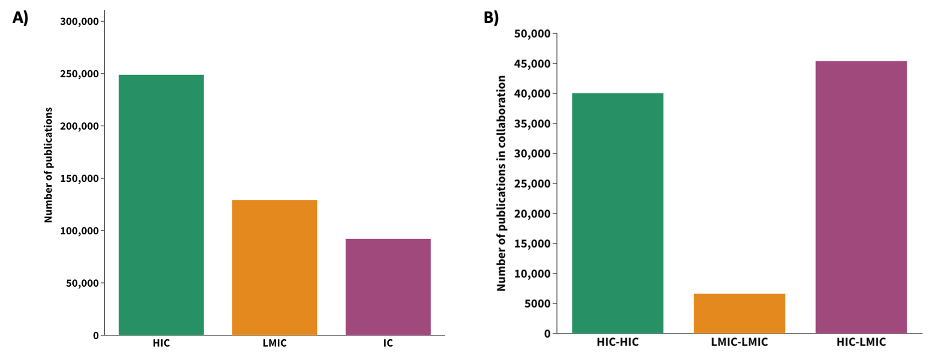 A)
Number of publications
300,000
250,000
200,000
150,000
100,000
50,000
0
HIC
LMIC
IC
B)
Number of publications in collaboration
50,000
45,000
40,000
35,000
30,000
25,000
20,000
15,000
10,000
5000
0
HIC-HIC
LMIC-LMIC
HIC-LMIC